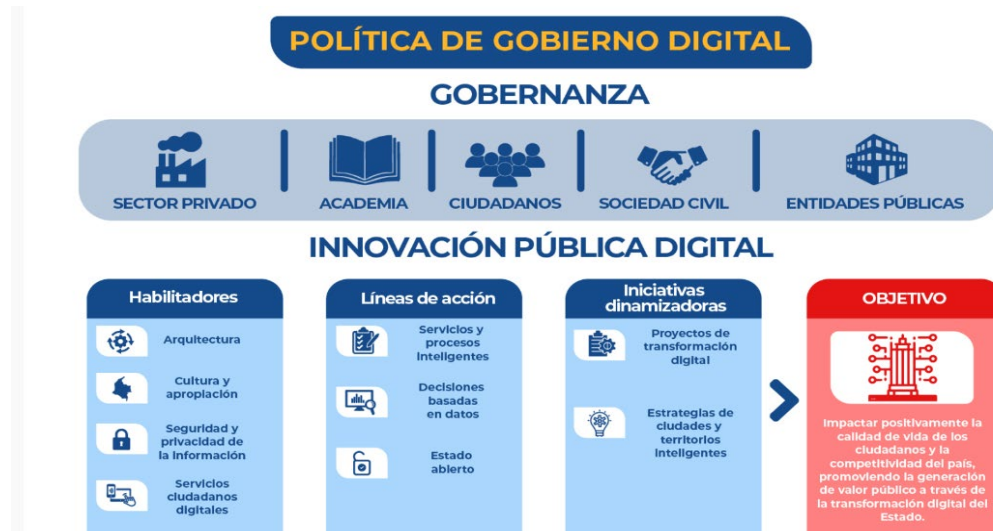 POLÍTICA DE GOBIERNO DIGITAL
GOBERNANZA
SECTOR PRIVADO
ACADEMIA
CIUDADANOS
SOCIEDAD CIVIL
ENTIDADES PÚBLICAS
INNOVACIÓN PÚBLICA DIGITAL
Habilitadores
Arquitectura
Cultura y
apropiación
Seguridad y
privacidad de
la información
Servicios
ciudadanos
digitales
Líneas de acción
Servicios y
procesos
inteligentes
Decisiones
basadas
en datos
Estado
abierto
Iniciativas
dinamizadoras
Proyectos de
transformación
digital
Estrategias de
ciudades y
territorios
inteligentes
OBJETIVO
Impactar positivamente la
calidad de vida de los
ciudadanos y la
competitividad del país,
promoviendo la generación
de valor público a través de
la transformación digital del
Estado.